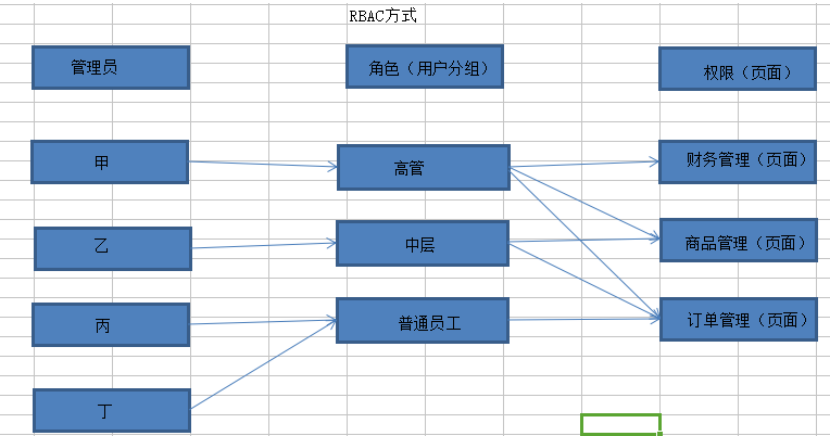 RBAC方式
管理员
角色（用户分组）
权限（页面）
甲
高管
财务管理（页面）
乙
中层
商品管理（页面）
丙
普通员工
订单管理（页面）
丁